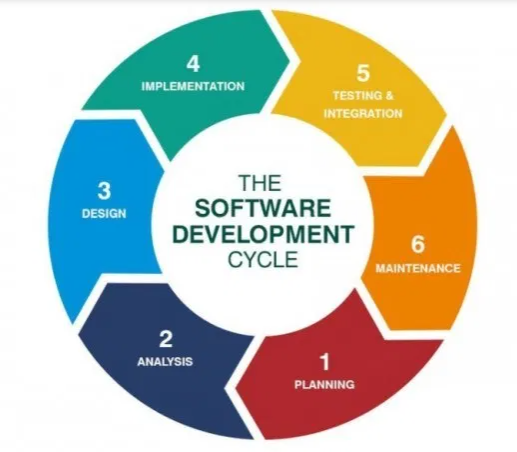 THE
SOFTWARE
DEVELOPMENT
CYCLE
1
PLANNING
2
ANALYSIS
3
DESIGN
4
IMPLEMENTATION
5
TESTING &
INTEGRATION
6
MAINTENANCE